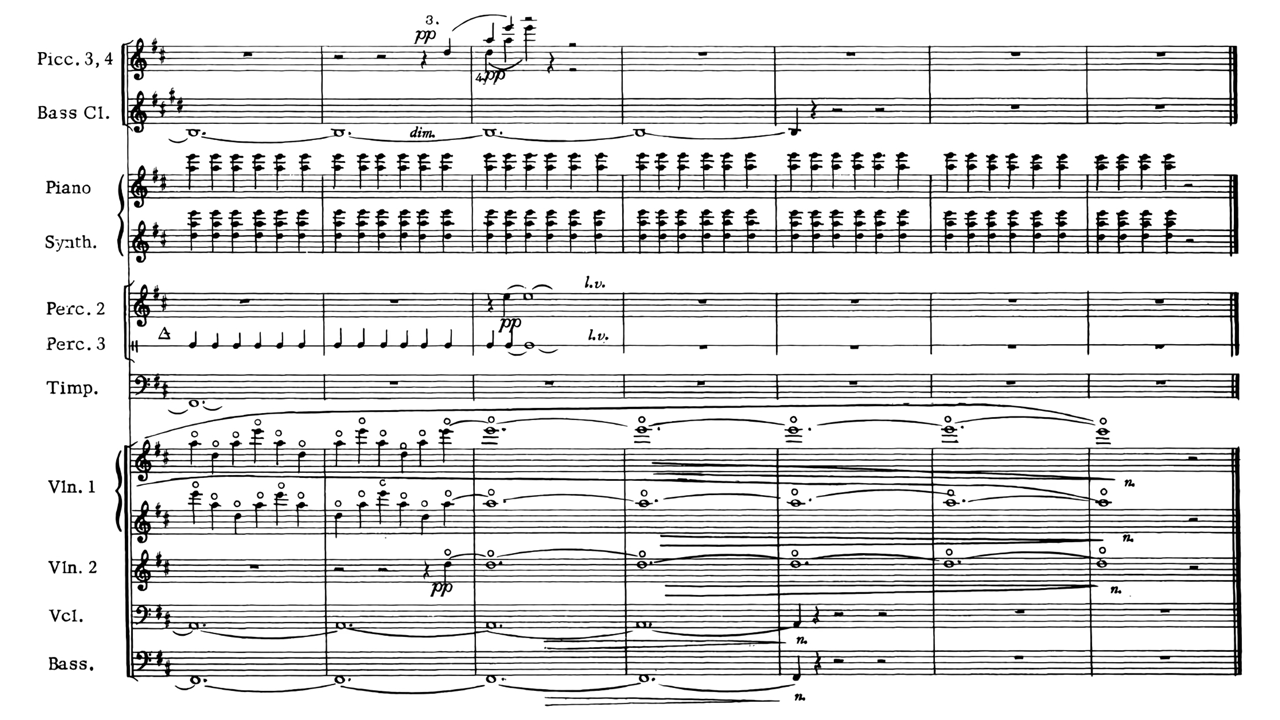 3.
pp
Picc. 3, 4
4.
pp
Bass Cl.
dim.
Piano
Synth.
l.v.
Perc. 2
pp
Perc. 3
l.v.
Timp.
Vln. 1
n.
n.
Vln. 2
pp
n.
Vcl.
n.
Bass.
n.